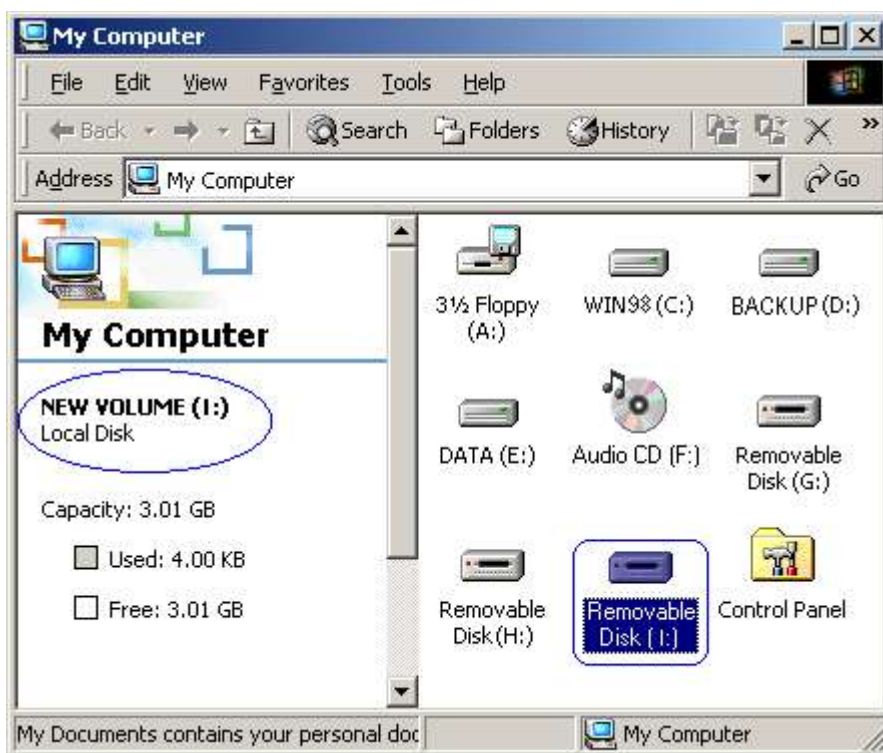 My Computer
File Edit View Favorites Tools Help
Back Search Folders History »
Address My Computer Go
My Computer
NEW VOLUME (I:)
Local Disk
Capacity: 3.01 GB
Used: 4.00 KB
Free: 3.01 GB
3½ Floppy
(A:)
WIN98 (C:)
BACKUP (D:)
DATA (E:)
Audio CD (F:)
Removable
Disk (G:)
Removable
Disk (H:)
Removable
Disk (I:)
Control Panel
My Documents contains your personal doc
My Computer